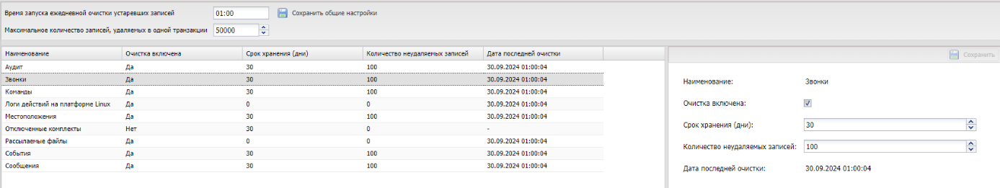 Время запуска ежедневной очистки устаревших записей 01:00 Сохранить общие настройки
Максимальное количество записей, удаляемых в одной транзакции 50000
Наименование Очистка включена Срок хранения (дни) Количество неудаляемых записей Дата последней очистки
Аудит Да 30 100 30.09.2024 01:00:04
Звонки Да 30 100 30.09.2024 01:00:04
Команды Да 30 100 30.09.2024 01:00:04
Логи действий на платформе Linux Да 0 0 30.09.2024 01:00:04
Местоположения Да 30 100 30.09.2024 01:00:04
Отключенные комплекты Нет 30 0 -
Рассылаемые файлы Да 0 0 30.09.2024 01:00:04
События Да 30 100 30.09.2024 01:00:04
Сообщения Да 30 100 30.09.2024 01:00:04
Сохранить
Наименование: Звонки
Очистка включена:
Срок хранения (дни): 30
Количество неудаляемых записей: 100
Дата последней очистки: 30.09.2024 01:00:04